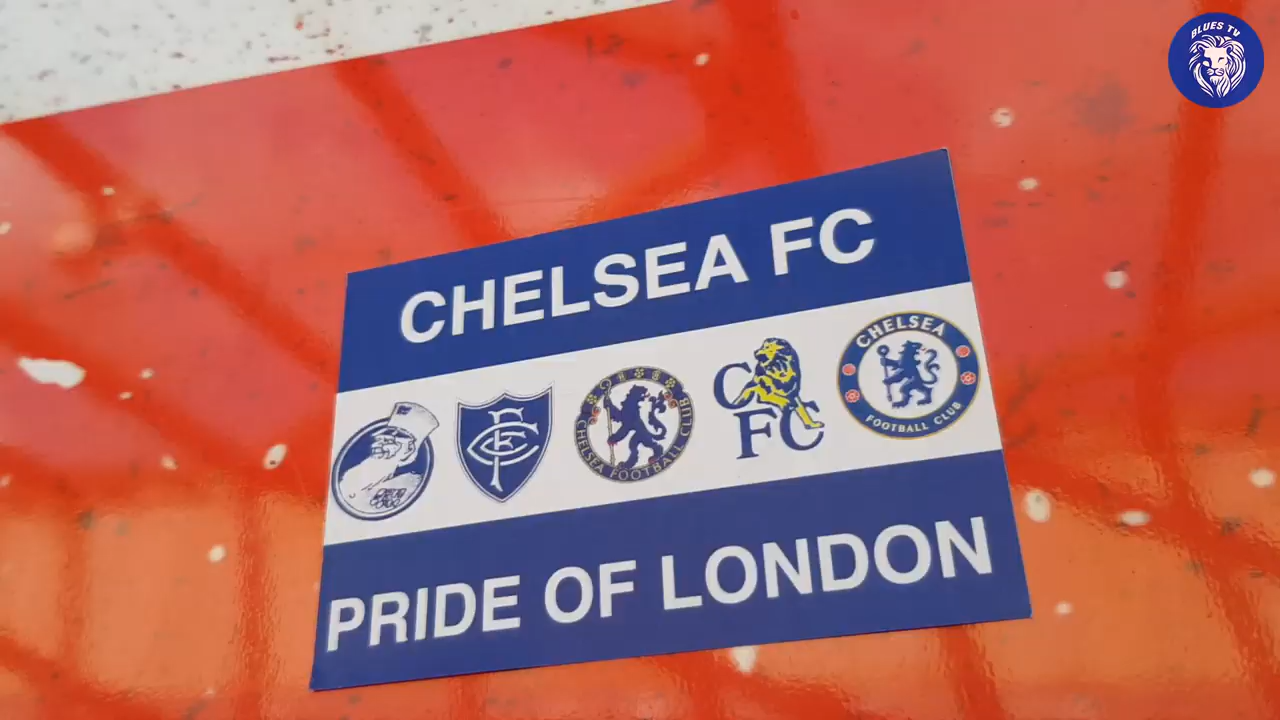 BLUES TV
CHELSEA FC
CFC
CHELSEA FOOTBALL CLUB
CFC
CHELSEA
FOOTBALL CLUB
PRIDE OF LONDON